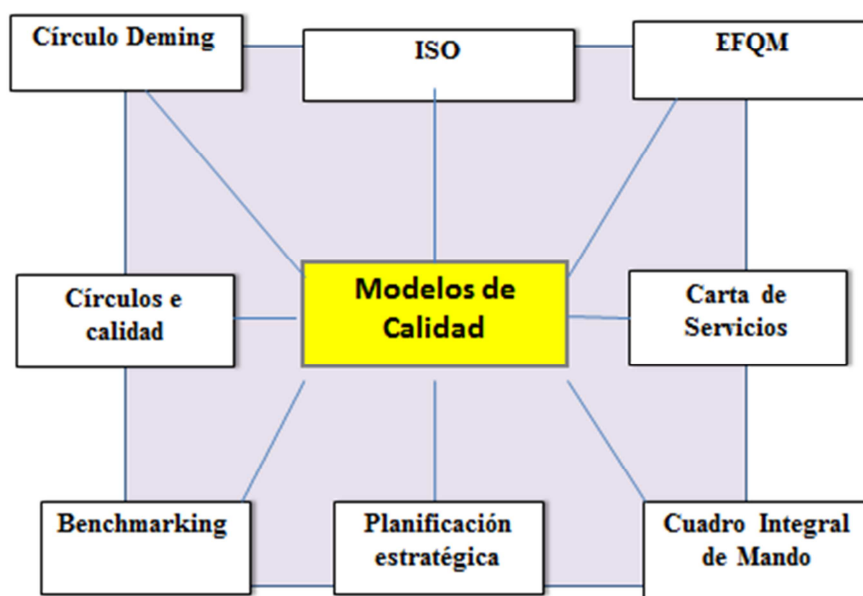 Círculo Deming
ISO
EFQM
Círculos e
calidad
Modelos de
Calidad
Carta de
Servicios
Benchmarking
Planificación
estratégica
Cuadro Integral
de Mando